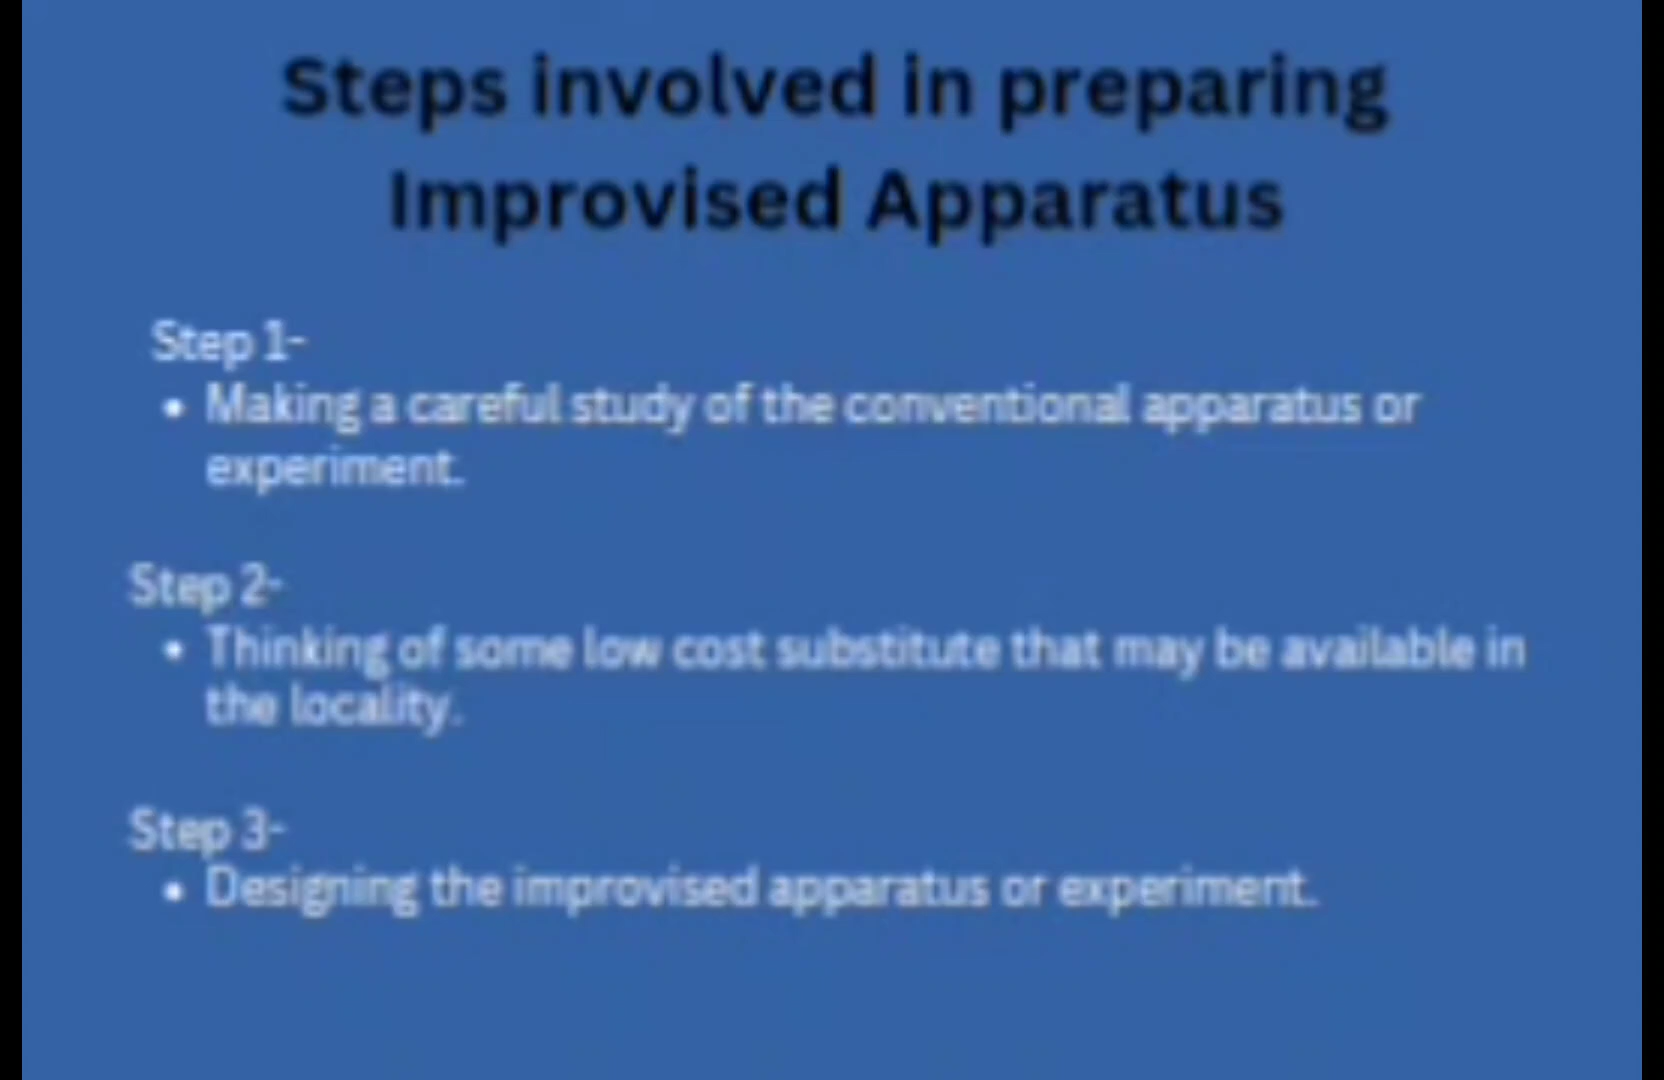 Steps involved in preparing
Improvised Apparatus
Step 1-
• Making a careful study of the conventional apparatus or
experiment.
Step 2-
• Thinking of some low cost substitute that may be available in
the locality.
Step 3-
• Designing the improvised apparatus or experiment.